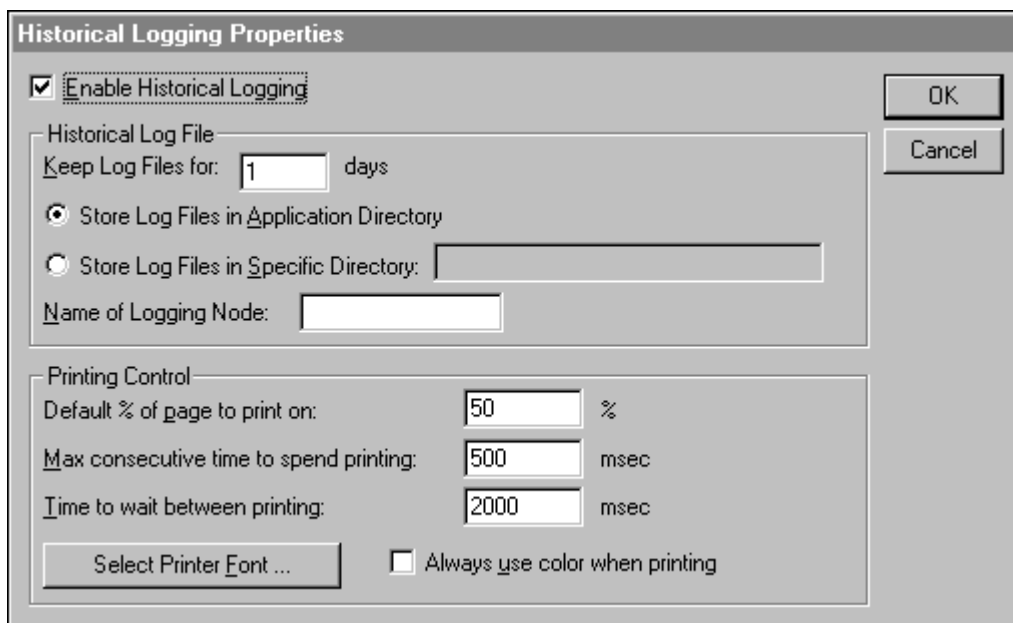 Historical Logging Properties
Enable Historical Logging
OK
Historical Log File
Cancel
Keep Log Files for: 1 days
Store Log Files in Application Directory
Store Log Files in Specific Directory:
Name of Logging Node:
Printing Control
Default % of page to print on: 50 %
Max consecutive time to spend printing: 500 msec
Time to wait between printing: 2000 msec
Select Printer Font ... Always use color when printing